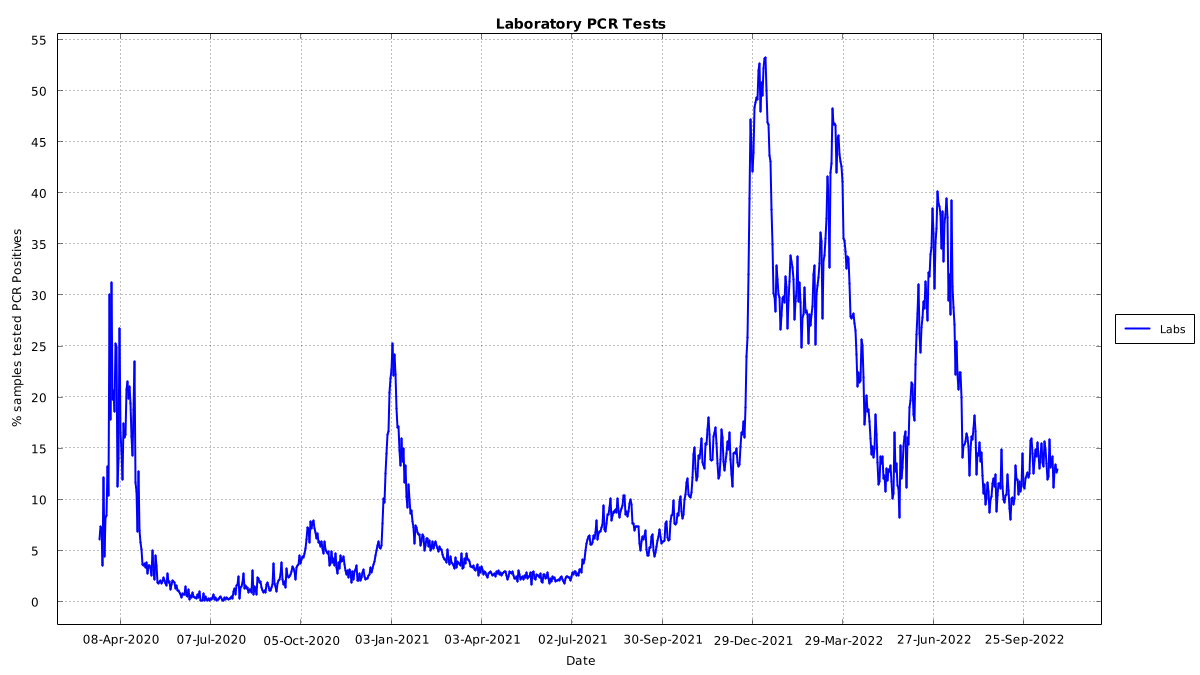 Laboratory PCR Tests
% samples tested PCR Positives
55
50
45
40
35
30
25
20
15
10
5
0
08-Apr-2020 07-Jul-2020 05-Oct-2020 03-Jan-2021 03-Apr-2021 02-Jul-2021 30-Sep-2021 29-Dec-2021 29-Mar-2022 27-Jun-2022 25-Sep-2022
Date
Labs